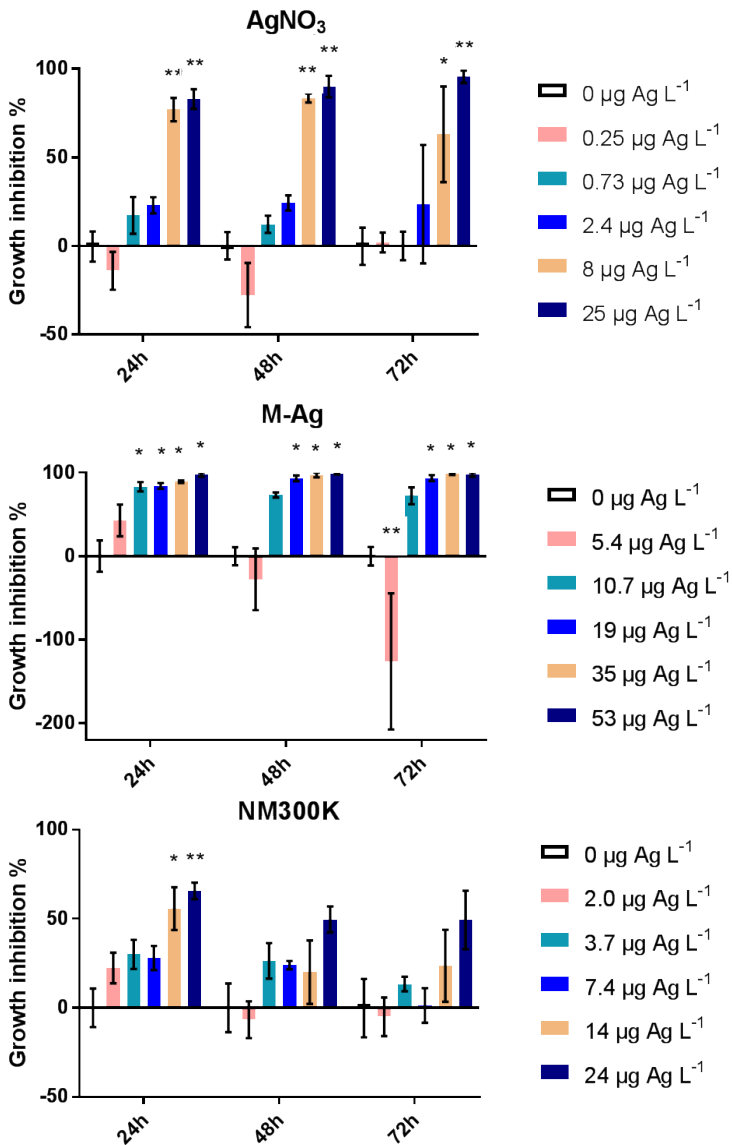 AgNO3
Growth inhibition %
100
50
0
-50
** ** ** ** * **
24h 48h 72h
0 µg Ag L-1
0.25 µg Ag L-1
0.73 µg Ag L-1
2.4 µg Ag L-1
8 µg Ag L-1
25 µg Ag L-1
M-Ag
Growth inhibition %
100
0
-100
-200
* * * * * * * ** * * *
24h 48h 72h
0 µg Ag L-1
5.4 µg Ag L-1
10.7 µg Ag L-1
19 µg Ag L-1
35 µg Ag L-1
53 µg Ag L-1
NM300K
Growth inhibition %
100
50
0
-50
* **
24h 48h 72h
0 µg Ag L-1
2.0 µg Ag L-1
3.7 µg Ag L-1
7.4 µg Ag L-1
14 µg Ag L-1
24 µg Ag L-1